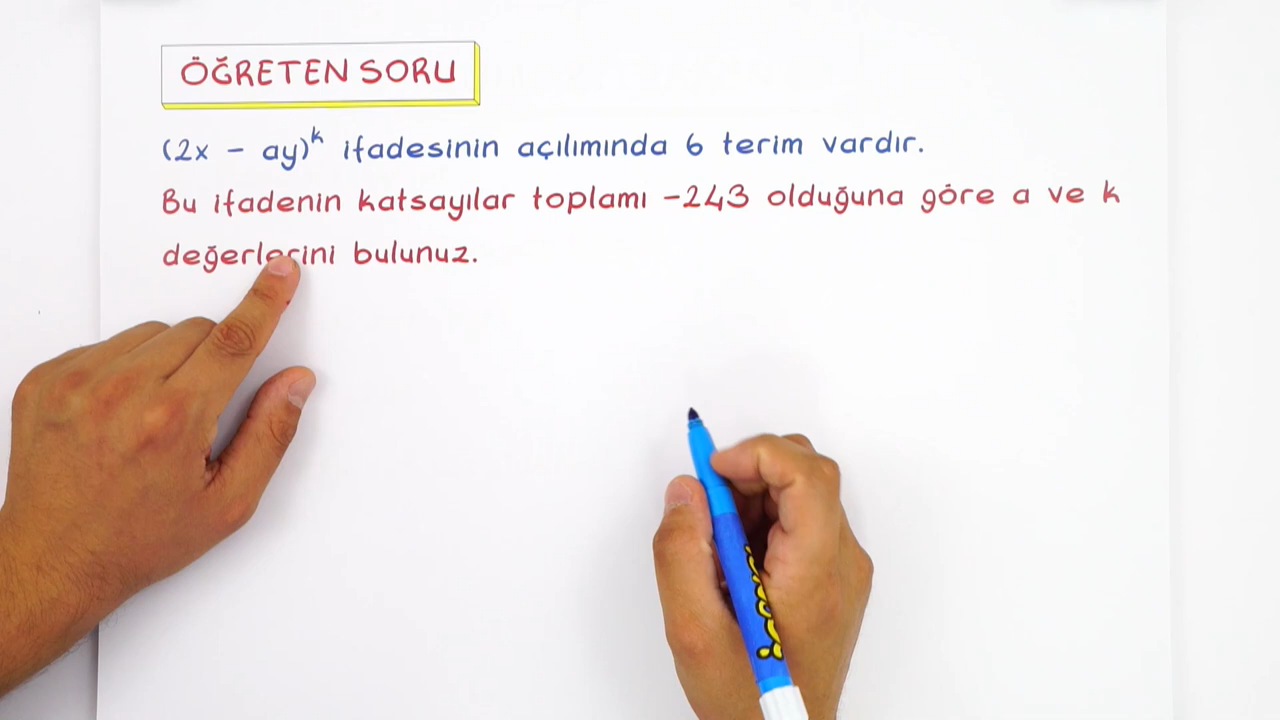 ÖĞRETEN SORU
(2x - ay)^k ifadesinin açılımında 6 terim vardır.
Bu ifadenin katsayılar toplamı -243 olduğuna göre a ve k
değerlerini bulunuz.